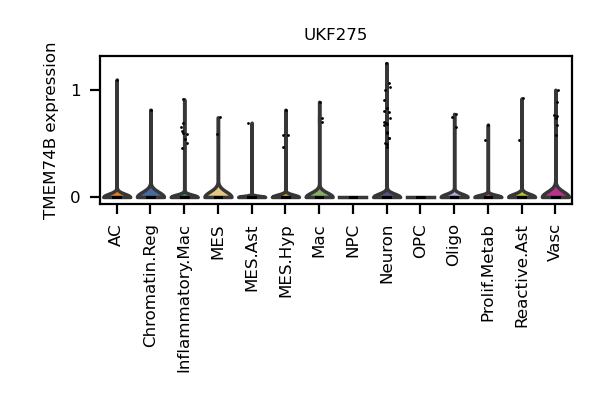 UKF275
TMEM74B expression
1
0
AC
Chromatin.Reg
Inflammatory.Mac
MES
MES.Ast
MES.Hyp
Mac
NPC
Neuron
OPC
Oligo
Prolif.Metab
Reactive.Ast
Vasc